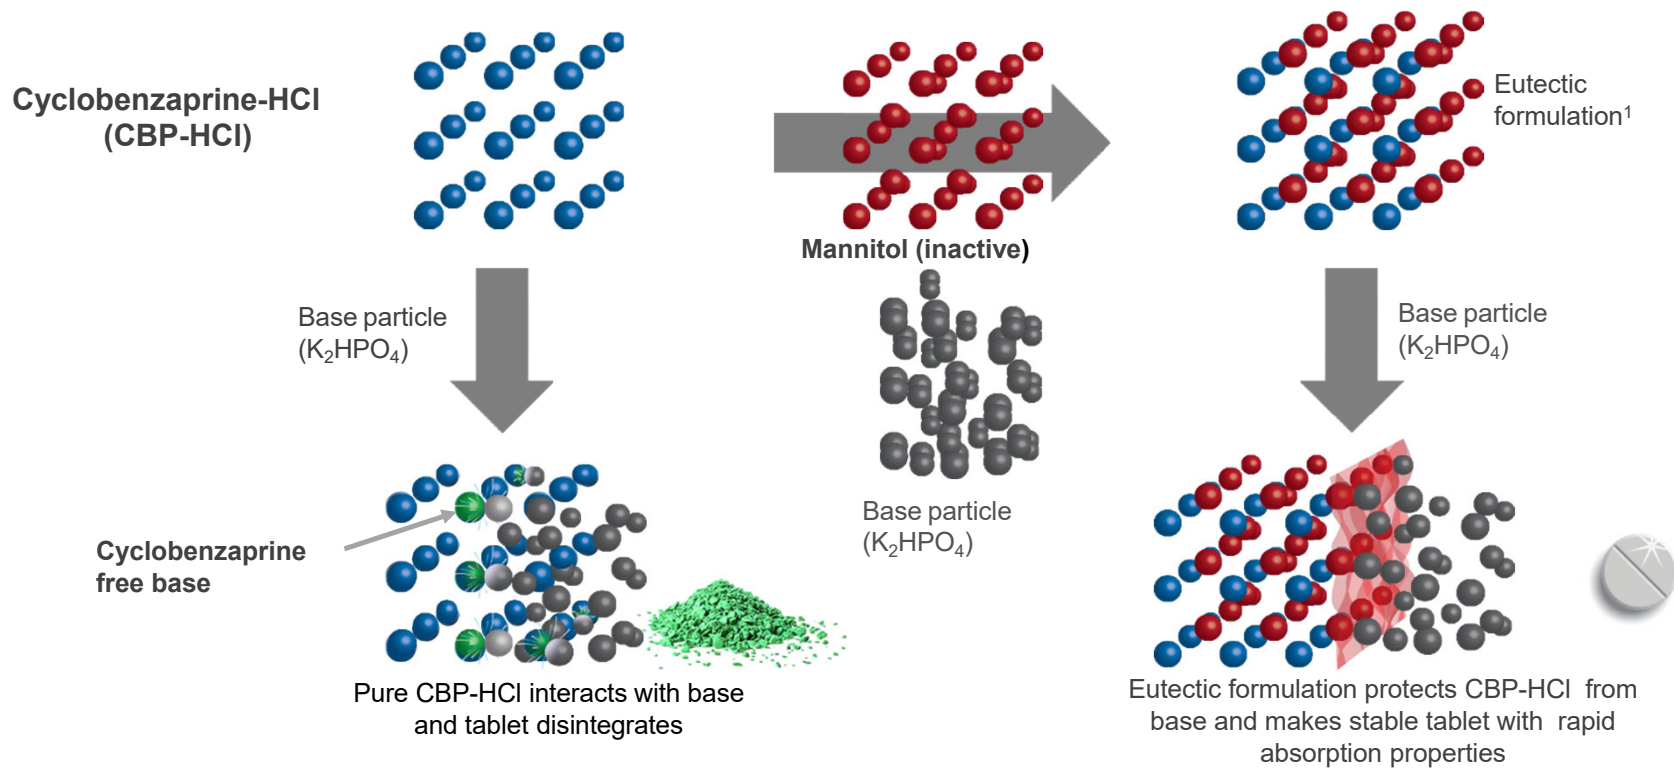 Cyclobenzaprine-HCl
(CBP-HCl)
Mannitol (inactive)
Eutectic
formulation¹
Base particle
(K₂HPO₄)
Base particle
(K₂HPO₄)
Base particle
(K₂HPO₄)
Cyclobenzaprine
free base
Pure CBP-HCl interacts with base
and tablet disintegrates
Eutectic formulation protects CBP-HCl from
base and makes stable tablet with rapid
absorption properties